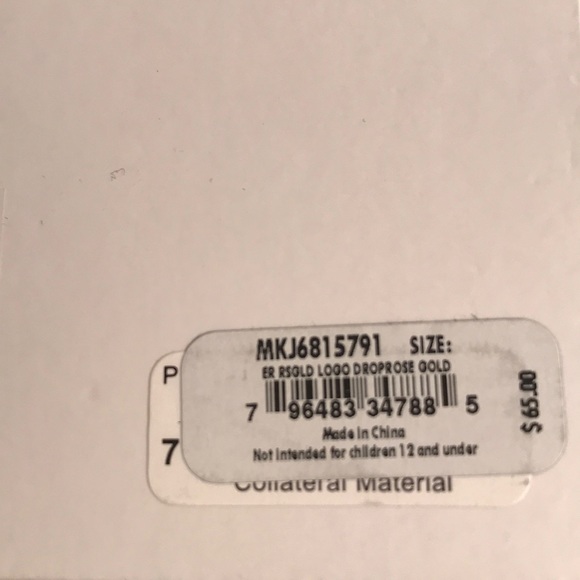 MKJ6815791 SIZE:
ER RSGLD LOGO DROPROSE GOLD
7 96483 34788 5
Made in China
Not intended for children 12 and under
$ 65.00
P
7
Collateral Material